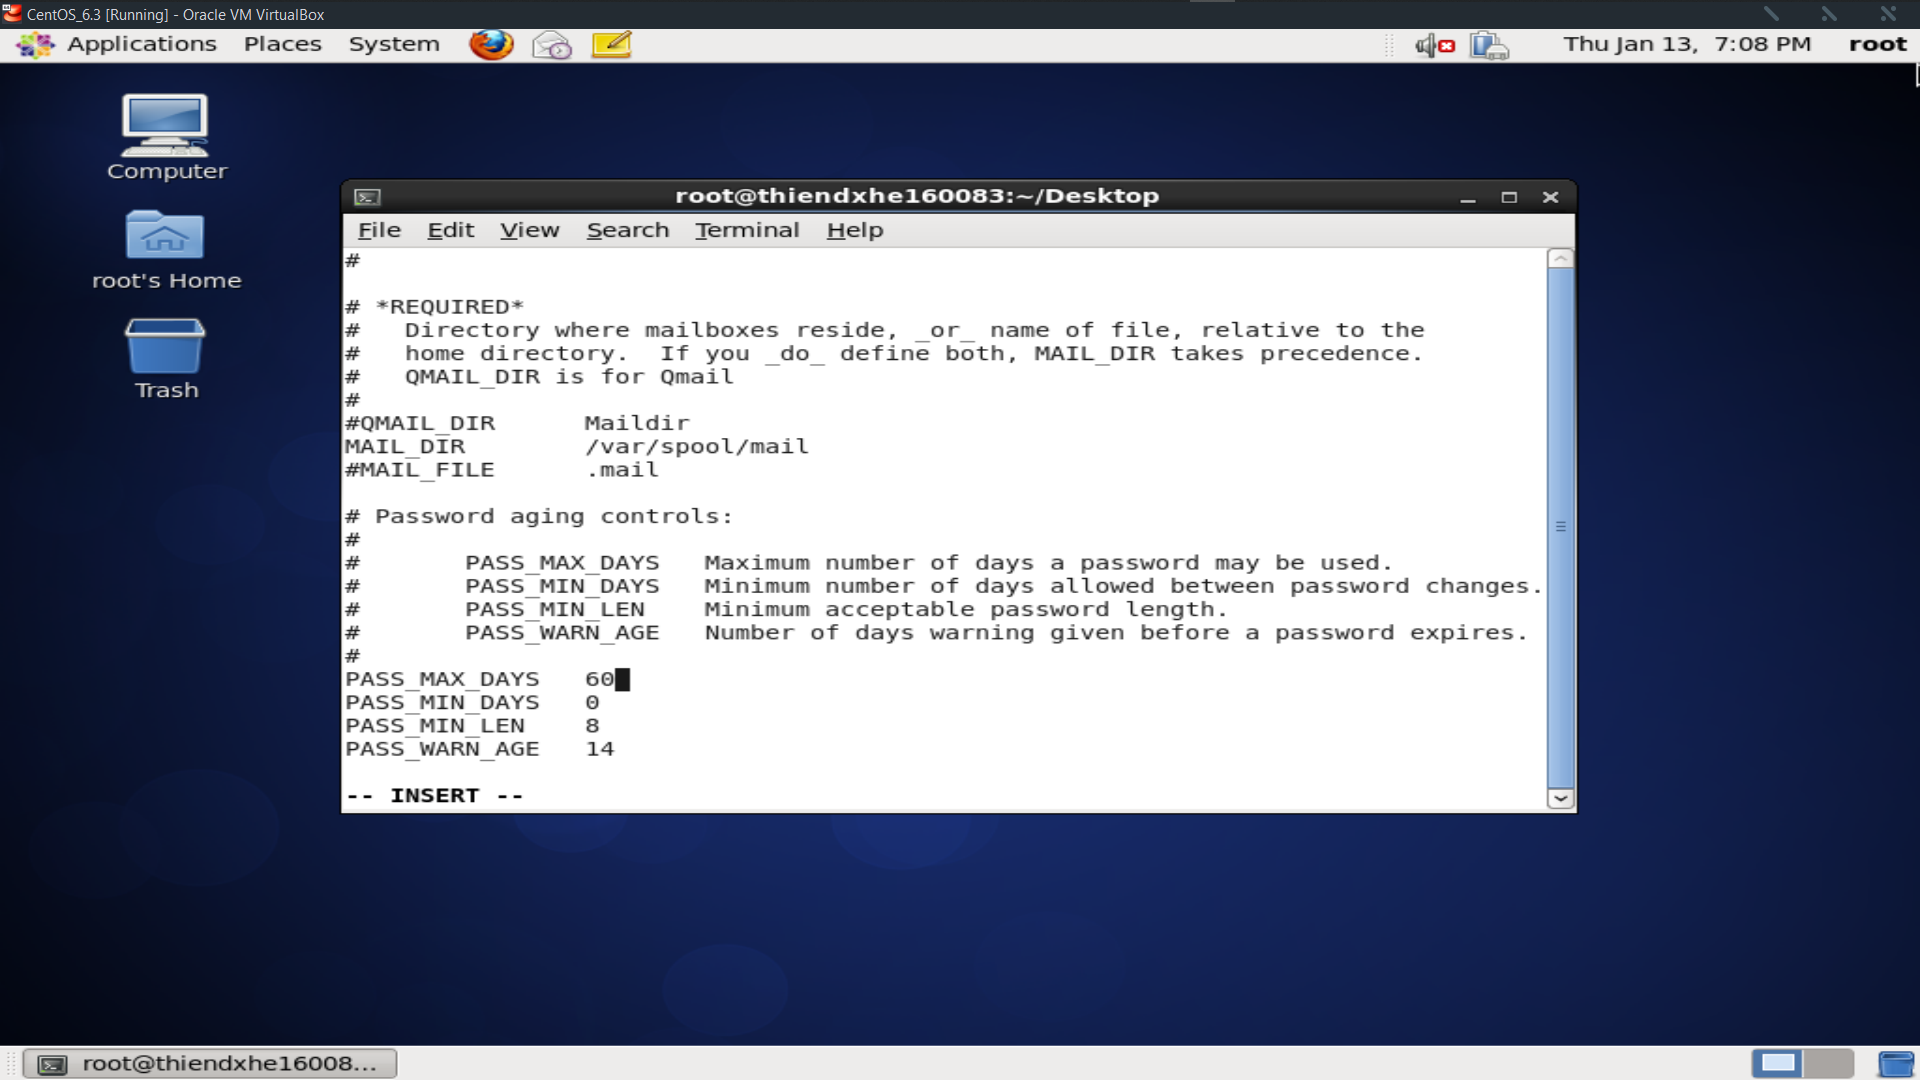 CentOS_6.3 [Running] - Oracle VM VirtualBox
Applications Places System Thu Jan 13, 7:08 PM root
Computer
root's Home
Trash
root@thiendxhe160083:~/Desktop
File Edit View Search Terminal Help
#
# *REQUIRED*
#   Directory where mailboxes reside, _or_ name of file, relative to the
#   home directory.  If you _do_ define both, MAIL_DIR takes precedence.
#   QMAIL_DIR is for Qmail
#
#QMAIL_DIR      Maildir
MAIL_DIR        /var/spool/mail
#MAIL_FILE      .mail
# Password aging controls:
#
#       PASS_MAX_DAYS   Maximum number of days a password may be used.
#       PASS_MIN_DAYS   Minimum number of days allowed between password changes.
#       PASS_MIN_LEN    Minimum acceptable password length.
#       PASS_WARN_AGE   Number of days warning given before a password expires.
#
PASS_MAX_DAYS   60
PASS_MIN_DAYS   0
PASS_MIN_LEN    8
PASS_WARN_AGE   14
-- INSERT --
root@thiendxhe16008...